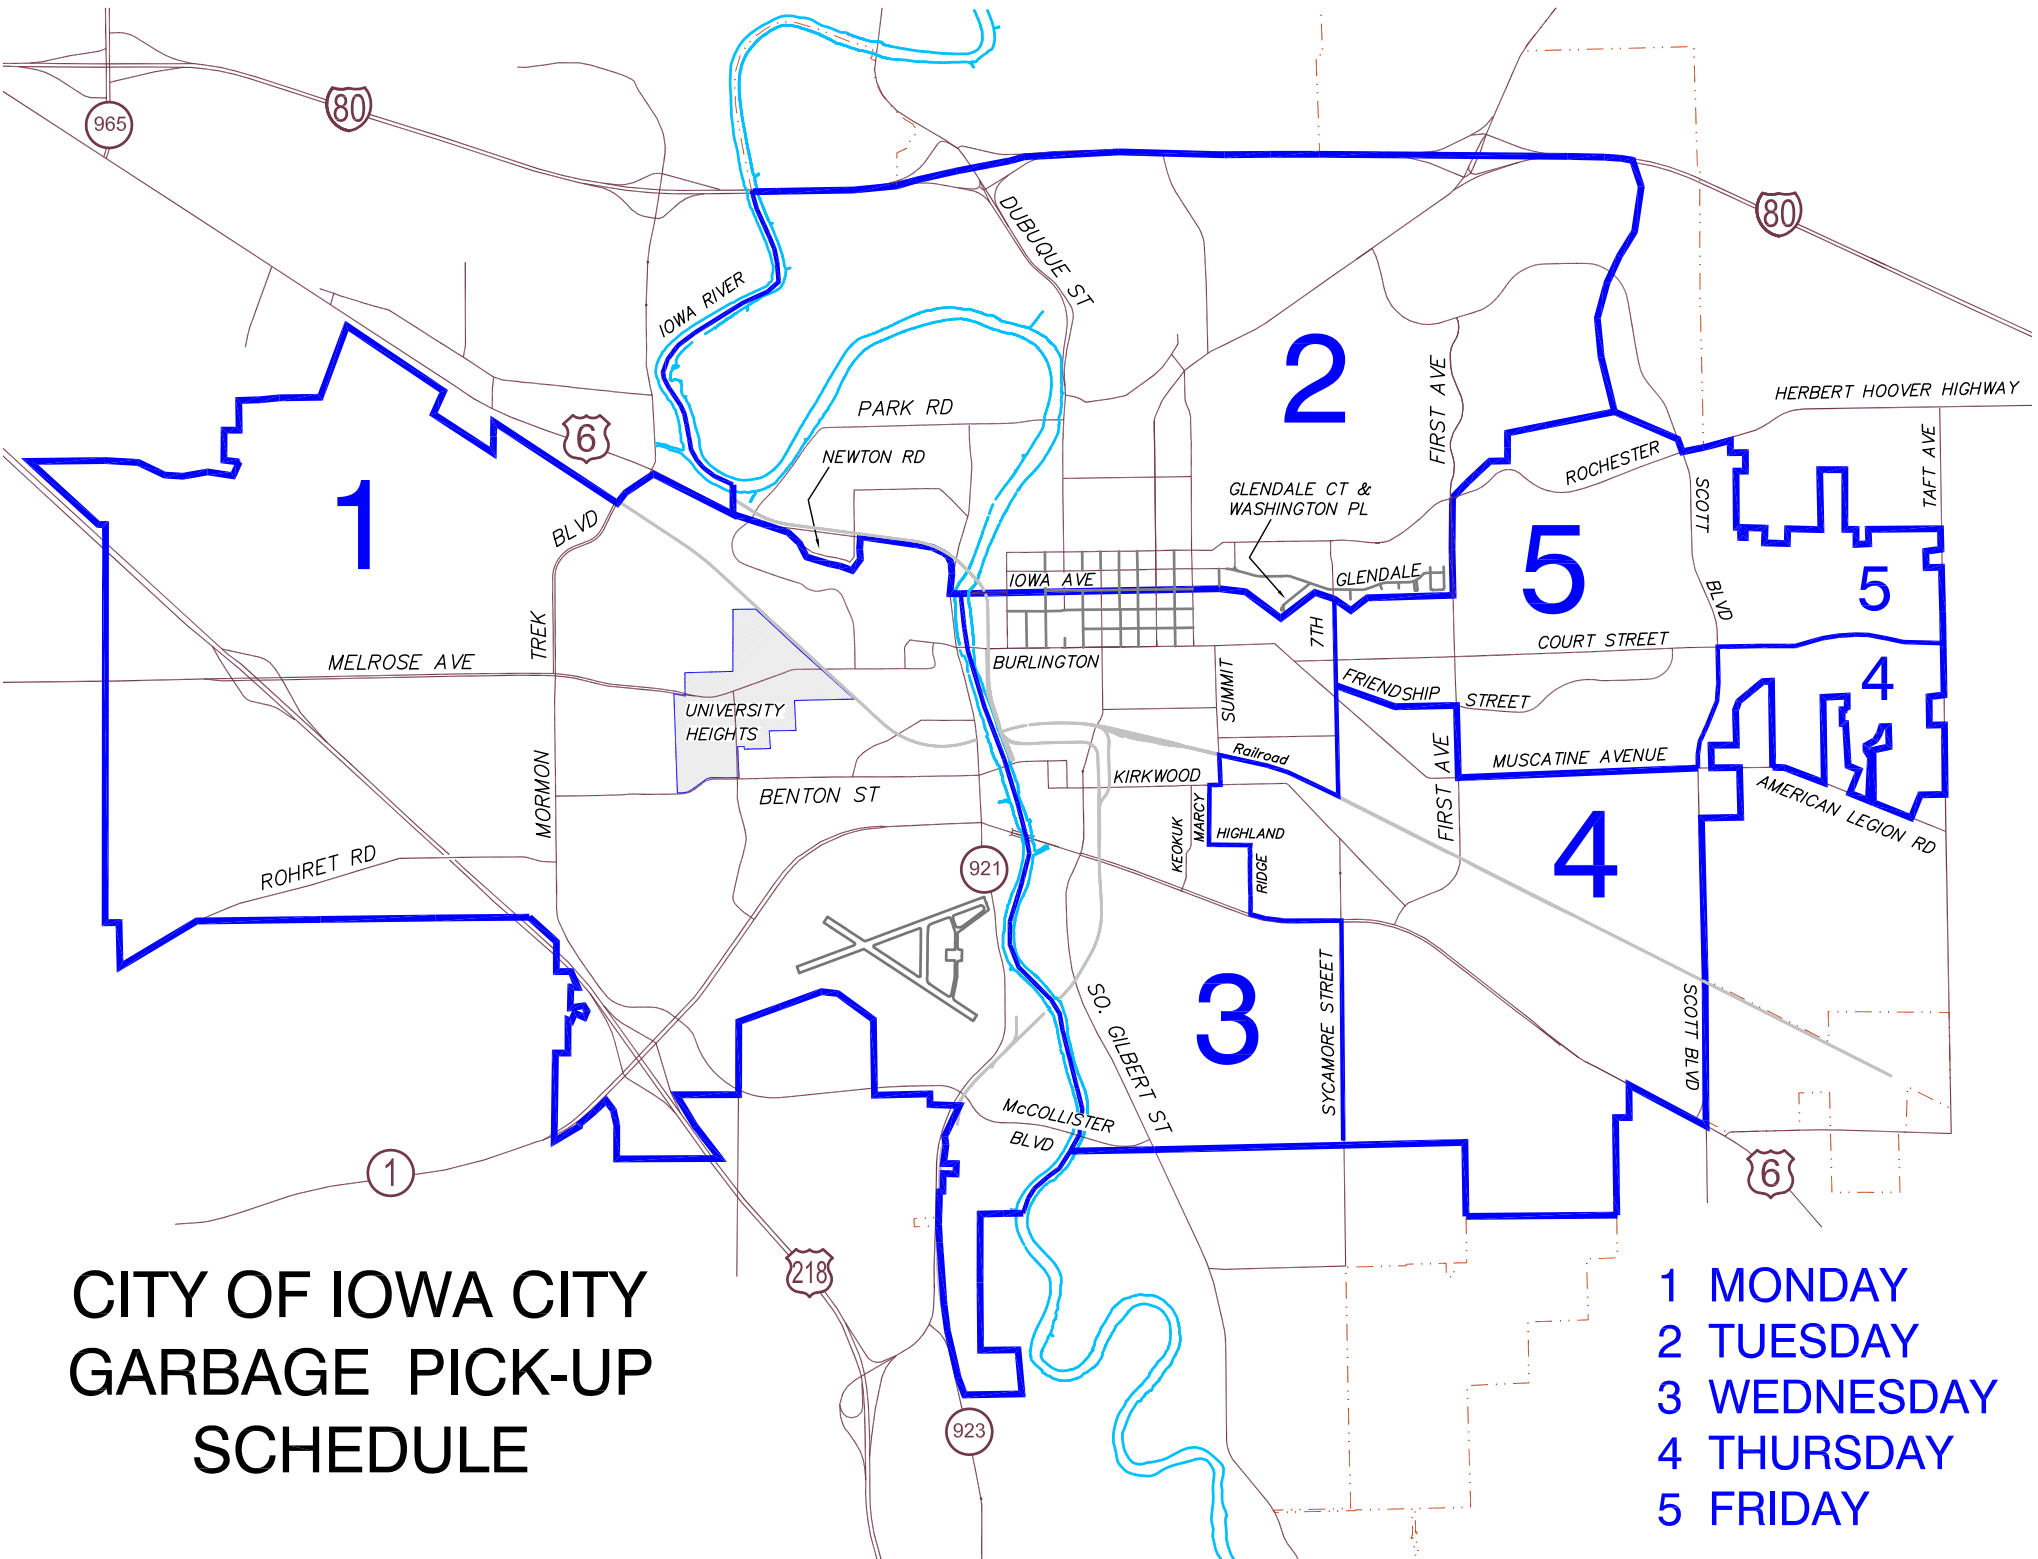 80
965
80
DUBUQUE ST
IOWA RIVER
2
FIRST AVE
HERBERT HOOVER HIGHWAY
PARK RD
6
TAFT AVE
NEWTON RD
ROCHESTER
GLENDALE CT &
WASHINGTON PL
SCOTT
BLVD
1
BLVD
5
5
IOWA AVE
GLENDALE
TREK
7TH
COURT STREET
MELROSE AVE
BURLINGTON
SUMMIT
4
FRIENDSHIP
STREET
UNIVERSITY
HEIGHTS
MORMON
Railroad
KIRKWOOD
FIRST AVE
MUSCATINE AVENUE
AMERICAN LEGION RD
BENTON ST
MARCY
KEOKUK
HIGHLAND
RIDGE
4
ROHRET RD
921
3
SO. GILBERT ST
SYCAMORE STREET
SCOTT BLVD
McCOLLISTER
BLVD
1
6
218
923
CITY OF IOWA CITY
GARBAGE PICK-UP
SCHEDULE
1 MONDAY
2 TUESDAY
3 WEDNESDAY
4 THURSDAY
5 FRIDAY